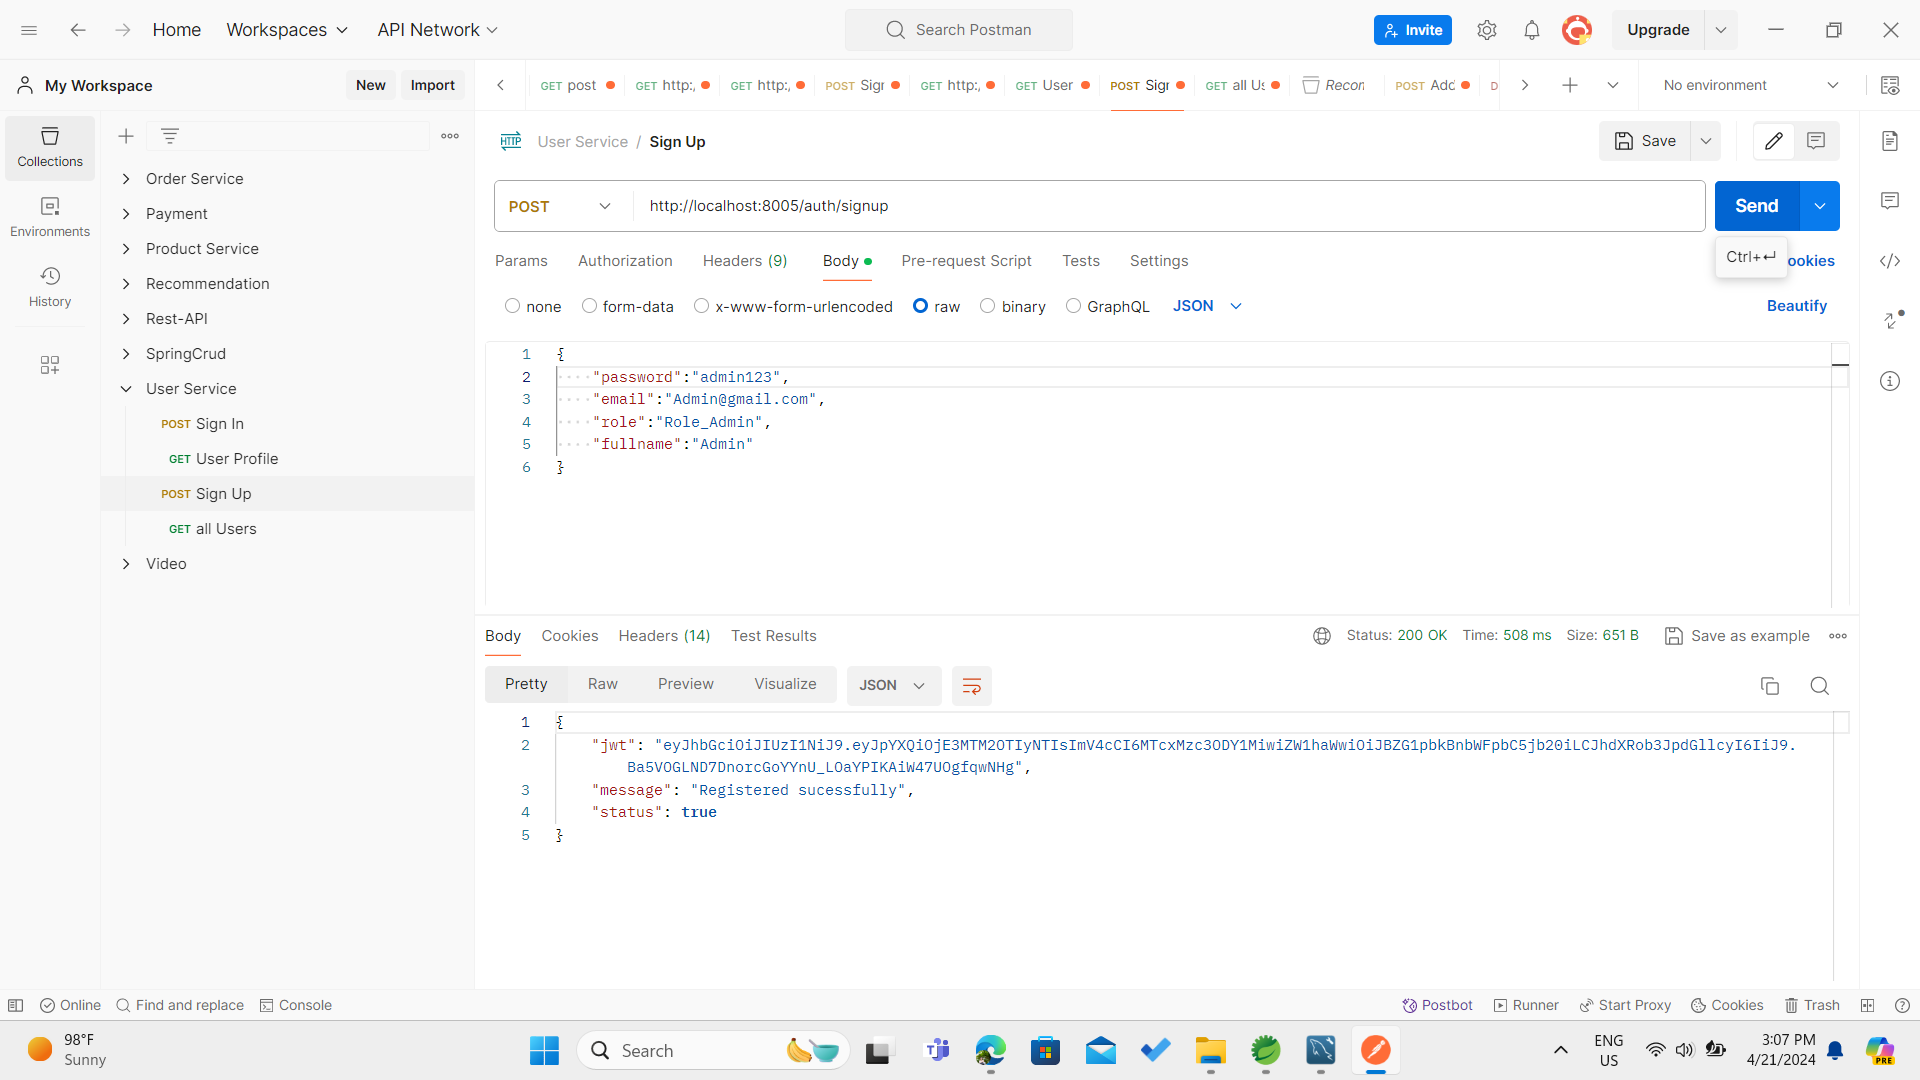 Home Workspaces API Network Search Postman Invite Upgrade
My Workspace New Import GET post GET http:/ GET http:/ POST Sigr GET http:/ GET User POST Sigr GET all Us Recon POST Adc D No environment
Collections
Environments
History
Order Service
Payment
Product Service
Recommendation
Rest-API
SpringCrud
User Service
POST Sign In
GET User Profile
POST Sign Up
GET all Users
Video
HTTP User Service / Sign Up Save
POST http://localhost:8005/auth/signup Send
Params Authorization Headers (9) Body Pre-request Script Tests Settings Ctrl+↵ ookies
none form-data x-www-form-urlencoded raw binary GraphQL JSON Beautify
1 {
2 "password":"admin123",
3 "email":"Admin@gmail.com",
4 "role":"Role_Admin",
5 "fullname":"Admin"
6 }
Body Cookies Headers (14) Test Results Status: 200 OK Time: 508 ms Size: 651 B Save as example
Pretty Raw Preview Visualize JSON
1 {
2 "jwt": "eyJhbGciOiJIUzI1NiJ9.eyJpYXQiOjE3MTM2OTIyNTIsImV4cCI6MTcxMzc3ODY1MiwiZW1haWwiOiJBZG1pbkBnbWFpbC5jb20iLCJhdXRob3JpdGllcyI6IiJ9.
Ba5VOGLND7DnorcGoYYnU_LOaYPIKAiW47UOgfqwNHg",
3 "message": "Registered sucessfully",
4 "status": true
5 }
Online Find and replace Console Postbot Runner Start Proxy Cookies Trash
98°F
Sunny
Search
ENG
US
3:07 PM
4/21/2024
PRE